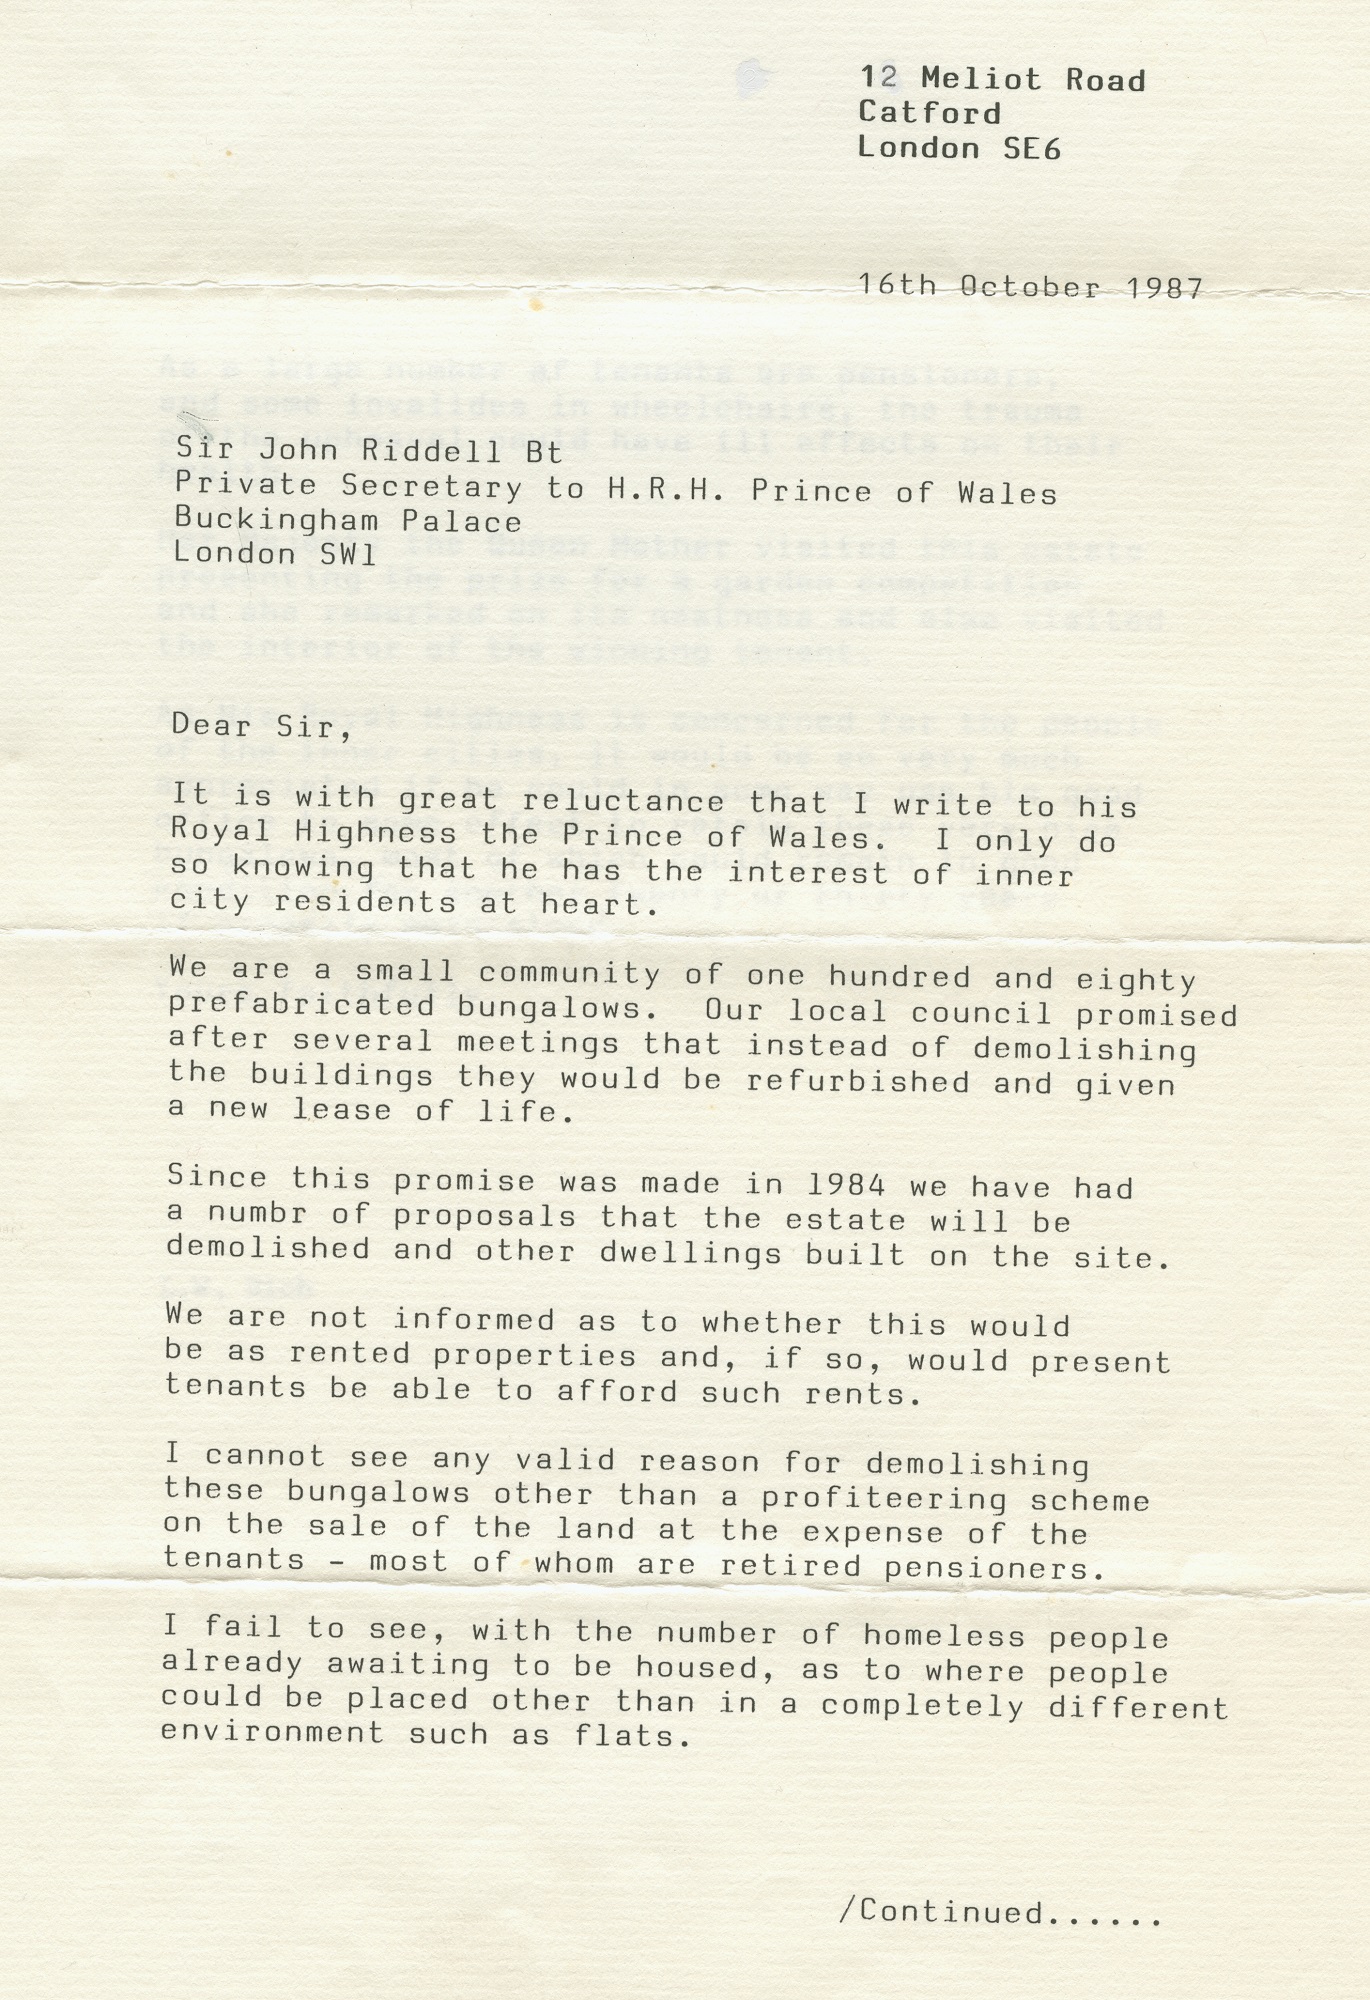 12 Meliot Road
Catford
London SE6
16th October 1987
Sir John Riddell Bt
Private Secretary to H.R.H. Prince of Wales
Buckingham Palace
London SW1
Dear Sir,
It is with great reluctance that I write to his
Royal Highness the Prince of Wales.  I only do
so knowing that he has the interest of inner
city residents at heart.
We are a small community of one hundred and eighty
prefabricated bungalows.  Our local council promised
after several meetings that instead of demolishing
the buildings they would be refurbished and given
a new lease of life.
Since this promise was made in 1984 we have had
a numbr of proposals that the estate will be
demolished and other dwellings built on the site.
We are not informed as to whether this would
be as rented properties and, if so, would present
tenants be able to afford such rents.
I cannot see any valid reason for demolishing
these bungalows other than a profiteering scheme
on the sale of the land at the expense of the
tenants - most of whom are retired pensioners.
I fail to see, with the number of homeless people
already awaiting to be housed, as to where people
could be placed other than in a completely different
environment such as flats.
/Continued......